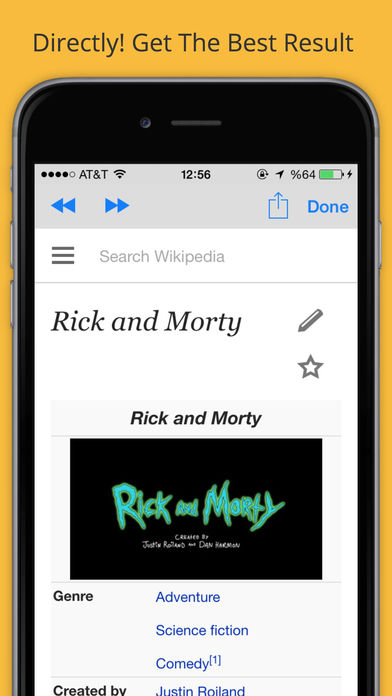 Directly! Get The Best Result
AT&T 12:56 %64
Done
Search Wikipedia
Rick and Morty
Rick and Morty
Rick and Morty
Created by
Justin Roiland and Dan Harmon
Genre Adventure
Science fiction
Comedy[1]
Created by Justin Roiland